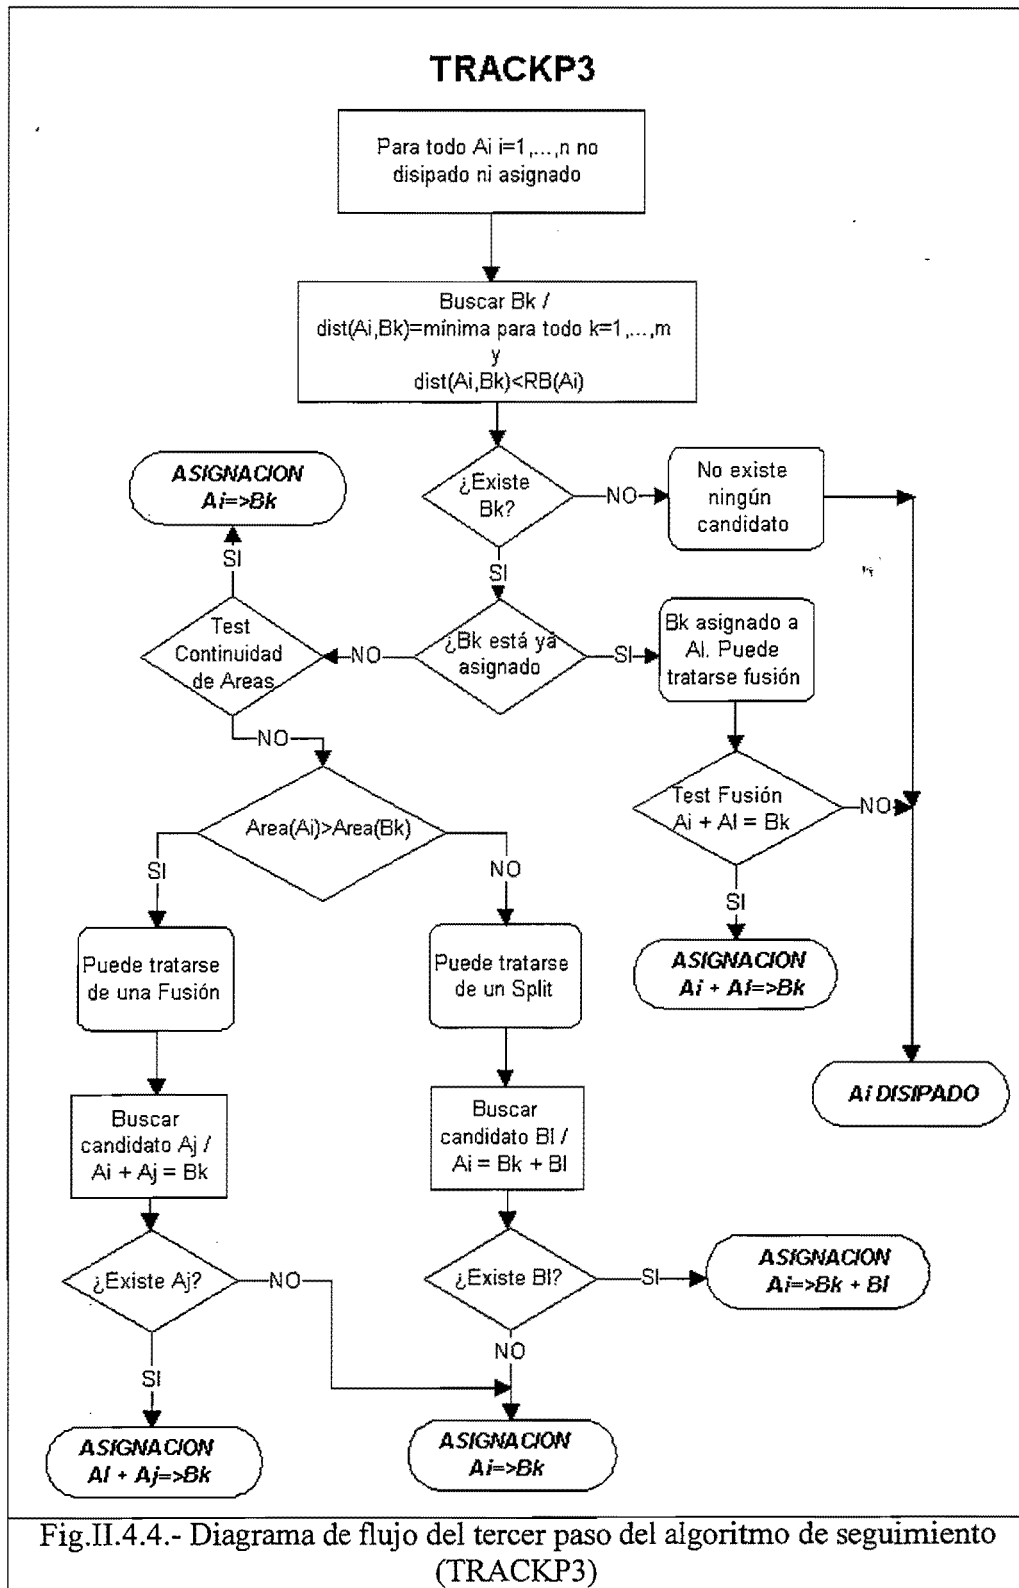 TRACKP3
Para todo Ai i=1,...,n no
disipado ni asignado
Buscar Bk /
dist(Ai,Bk)=mínima para todo k=1,...,m
y
dist(Ai,Bk)<RB(Ai)
¿Existe
Bk?
NO
No existe
ningún
candidato
ASIGNACION
Ai=>Bk
SI
SI
Test
Continuidad
de Areas
NO
¿Bk está ya
asignado
SI
Bk asignado a
Al. Puede
tratarse fusión
NO
Area(Ai)>Area(Bk)
Test Fusión
Ai + Al = Bk
NO
SI
NO
SI
Puede tratarse
de una Fusión
Puede tratarse
de un Split
ASIGNACION
Ai + Al=>Bk
Ai DISIPADO
Buscar
candidato Aj /
Ai + Aj = Bk
Buscar
candidato Bl /
Ai = Bk + Bl
¿Existe Aj?
NO
¿Existe Bl?
SI
ASIGNACION
Ai=>Bk + Bl
SI
NO
ASIGNACION
AI + Aj=>Bk
ASIGNACION
Ai=>Bk
Fig.II.4.4.- Diagrama de flujo del tercer paso del algoritmo de seguimiento
(TRACKP3)